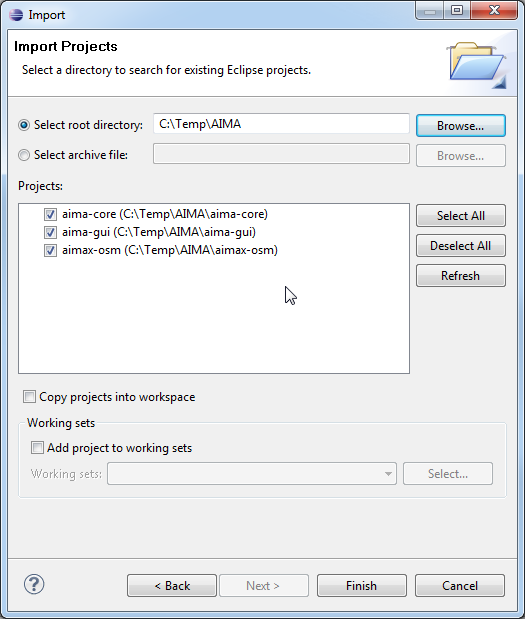 Import
Import Projects
Select a directory to search for existing Eclipse projects.
Select root directory: C:\Temp\AIMA Browse...
Select archive file: Browse...
Projects:
aima-core (C:\Temp\AIMA\aima-core) Select All
aima-gui (C:\Temp\AIMA\aima-gui)
aimax-osm (C:\Temp\AIMA\aimax-osm) Deselect All
Refresh
Copy projects into workspace
Working sets
Add project to working sets
Working sets: Select...
? < Back Next > Finish Cancel